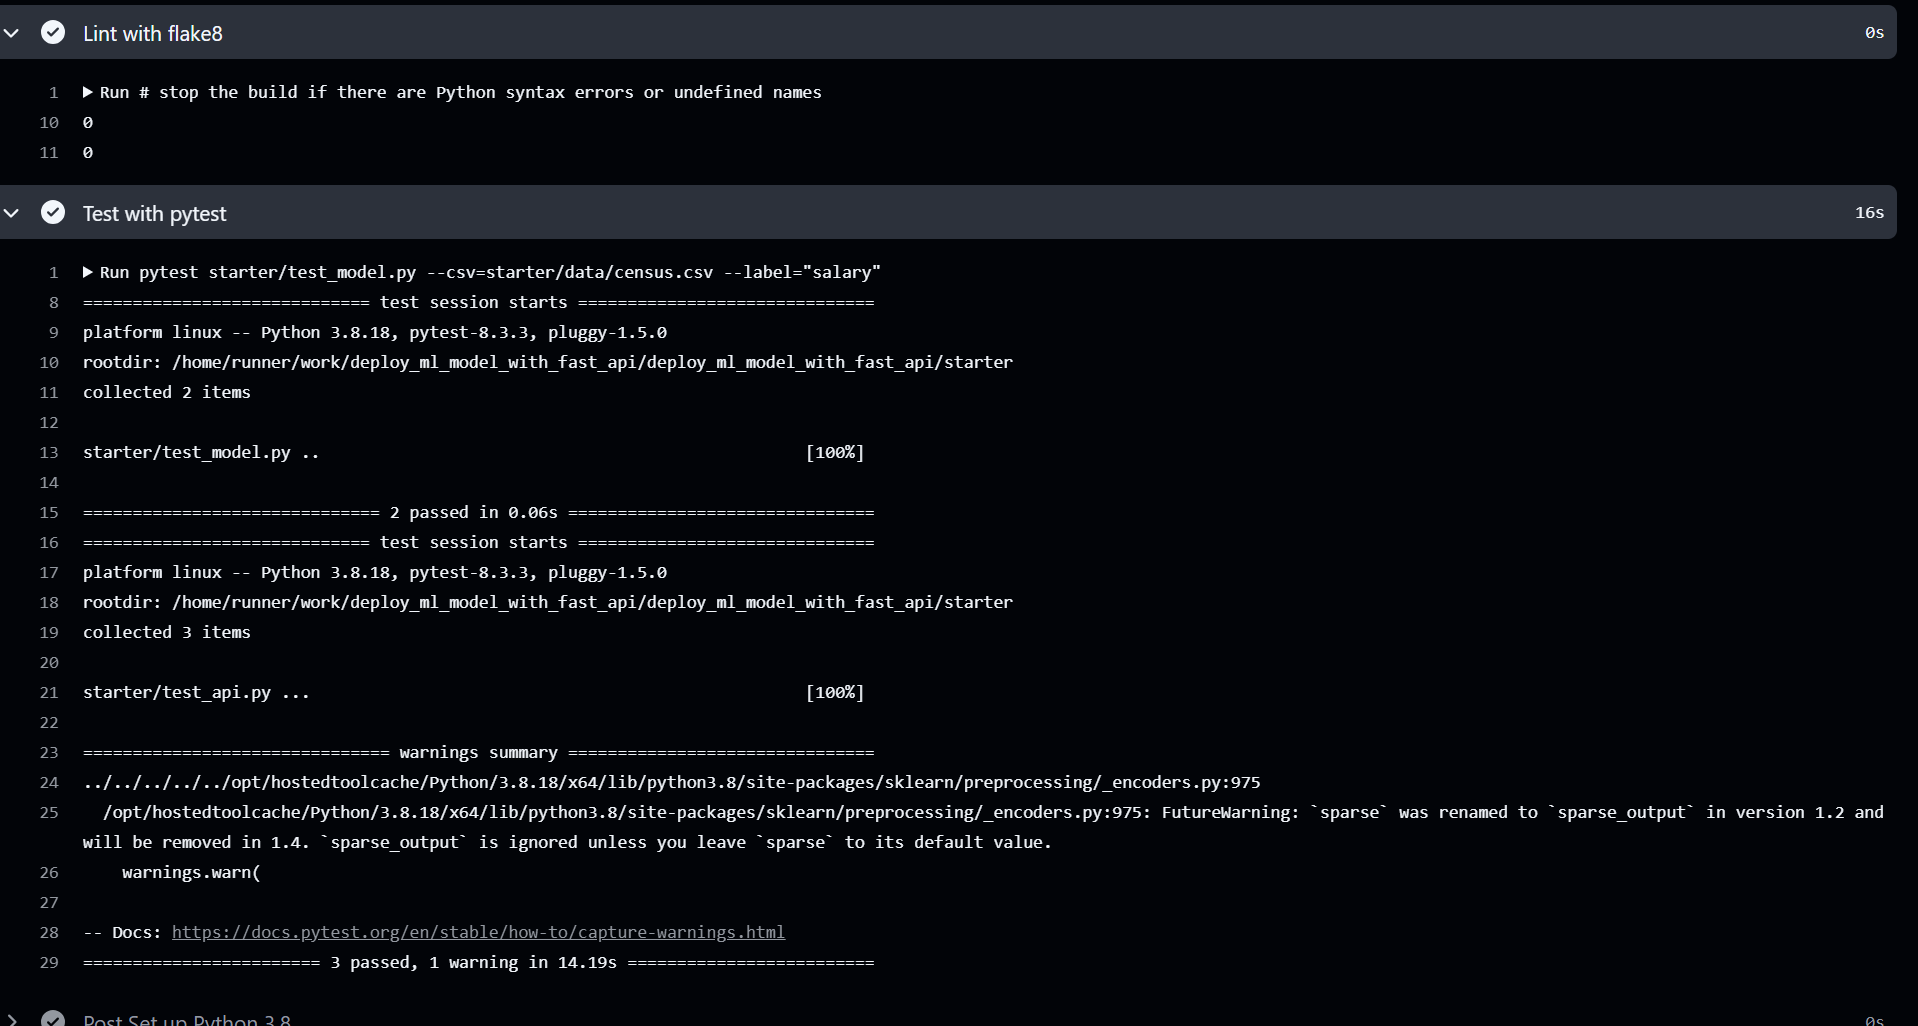 Lint with flake8 0s
1 Run # stop the build if there are Python syntax errors or undefined names
10 0
11 0
Test with pytest 16s
1 Run pytest starter/test_model.py --csv=starter/data/census.csv --label="salary"
8 ============================= test session starts ==============================
9 platform linux -- Python 3.8.18, pytest-8.3.3, pluggy-1.5.0
10 rootdir: /home/runner/work/deploy_ml_model_with_fast_api/deploy_ml_model_with_fast_api/starter
11 collected 2 items
12
13 starter/test_model.py .. [100%]
14
15 ============================== 2 passed in 0.06s ===============================
16 ============================= test session starts ==============================
17 platform linux -- Python 3.8.18, pytest-8.3.3, pluggy-1.5.0
18 rootdir: /home/runner/work/deploy_ml_model_with_fast_api/deploy_ml_model_with_fast_api/starter
19 collected 3 items
20
21 starter/test_api.py ... [100%]
22
23 =============================== warnings summary ===============================
24 ../../../../../opt/hostedtoolcache/Python/3.8.18/x64/lib/python3.8/site-packages/sklearn/preprocessing/_encoders.py:975
25 /opt/hostedtoolcache/Python/3.8.18/x64/lib/python3.8/site-packages/sklearn/preprocessing/_encoders.py:975: FutureWarning: `sparse` was renamed to `sparse_output` in version 1.2 and
will be removed in 1.4. `sparse_output` is ignored unless you leave `sparse` to its default value.
26 warnings.warn(
27
28 -- Docs: https://docs.pytest.org/en/stable/how-to/capture-warnings.html
29 ======================== 3 passed, 1 warning in 14.19s =========================
Post Set up Python 3.8 0s